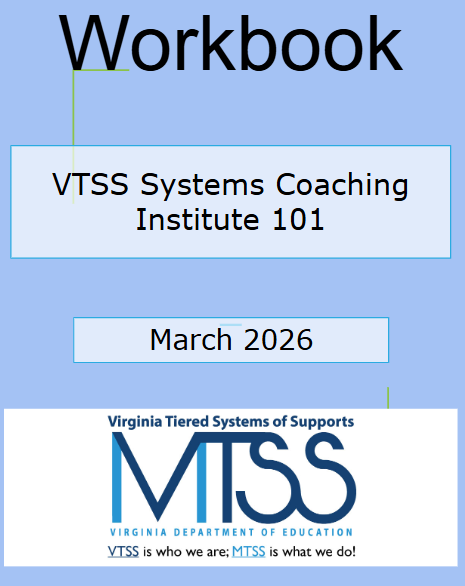 Workbook
VTSS Systems Coaching
Institute 101
March 2026
Virginia Tiered Systems of Supports
MTSS
VIRGINIA DEPARTMENT OF EDUCATION
VTSS is who we are; MTSS is what we do!